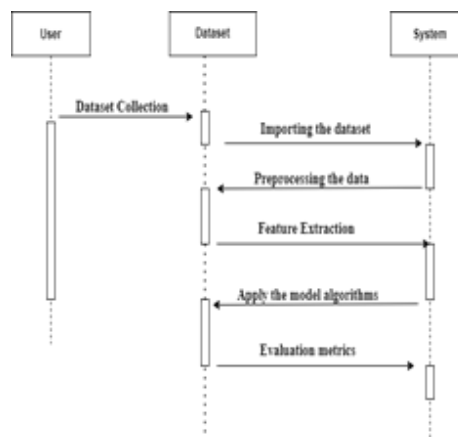 User
Dataset
System
Dataset Collection
Importing the dataset
Preprocessing the data
Feature Extraction
Apply the model algorithms
Evaluation metrics